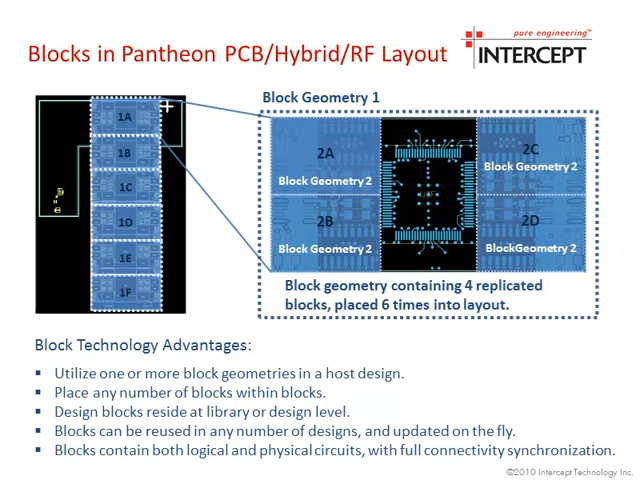 Blocks in Pantheon PCB/Hybrid/RF Layout
pure engineering™
INTERCEPT
Block Geometry 1
1A
1B
1C
1D
1E
1F
2A
Block Geometry 2
2B
Block Geometry 2
2C
Block Geometry 2
2D
BlockGeometry 2
Block geometry containing 4 replicated
blocks, placed 6 times into layout.
Block Technology Advantages:
▪ Utilize one or more block geometries in a host design.
▪ Place any number of blocks within blocks.
▪ Design blocks reside at library or design level.
▪ Blocks can be reused in any number of designs, and updated on the fly.
▪ Blocks contain both logical and physical circuits, with full connectivity synchronization.
©2010 Intercept Technology Inc.